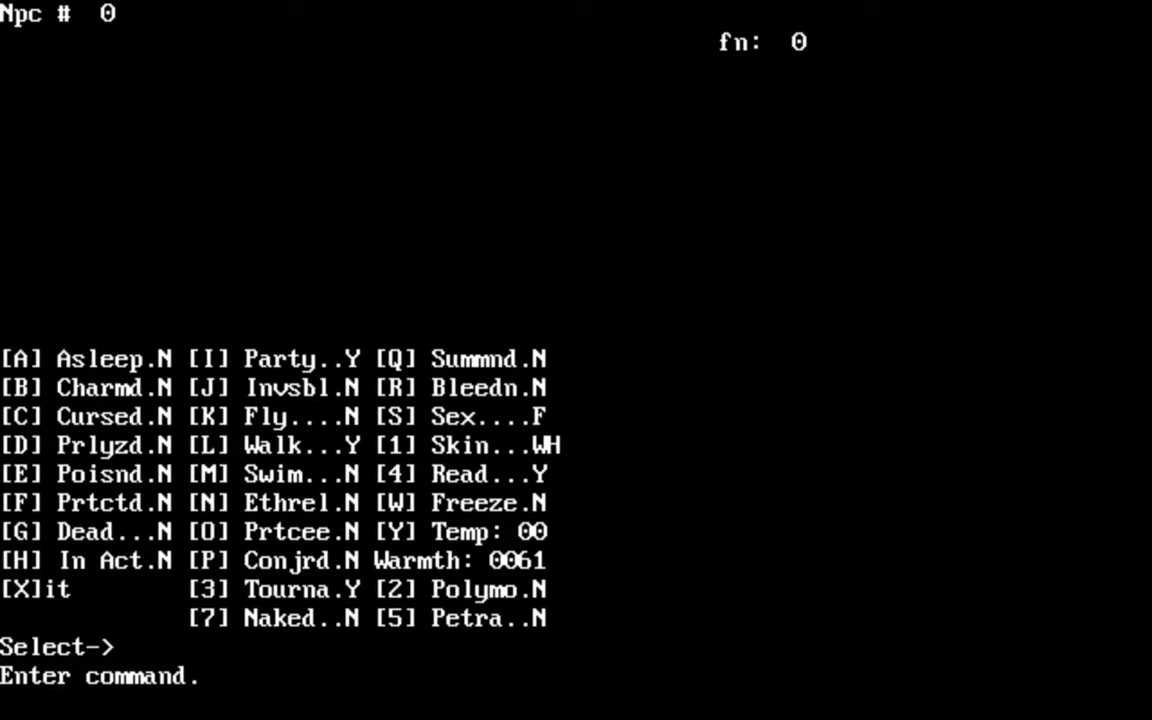 Npc #  0
fn:  0
[A] Asleep.N [I] Party..Y [Q] Summnd.N
[B] Charmd.N [J] Invsbl.N [R] Bleedn.N
[C] Cursed.N [K] Fly....N [S] Sex....F
[D] Prlyzd.N [L] Walk...Y [1] Skin...WH
[E] Poisnd.N [M] Swim...N [4] Read...Y
[F] Prtctd.N [N] Ethrel.N [W] Freeze.N
[G] Dead...N [O] Prtcee.N [Y] Temp: 00
[H] In Act.N [P] Conjrd.N Warmth: 0061
[X]it        [3] Tourna.Y [2] Polymo.N
[7] Naked..N [5] Petra..N
Select->
Enter command.